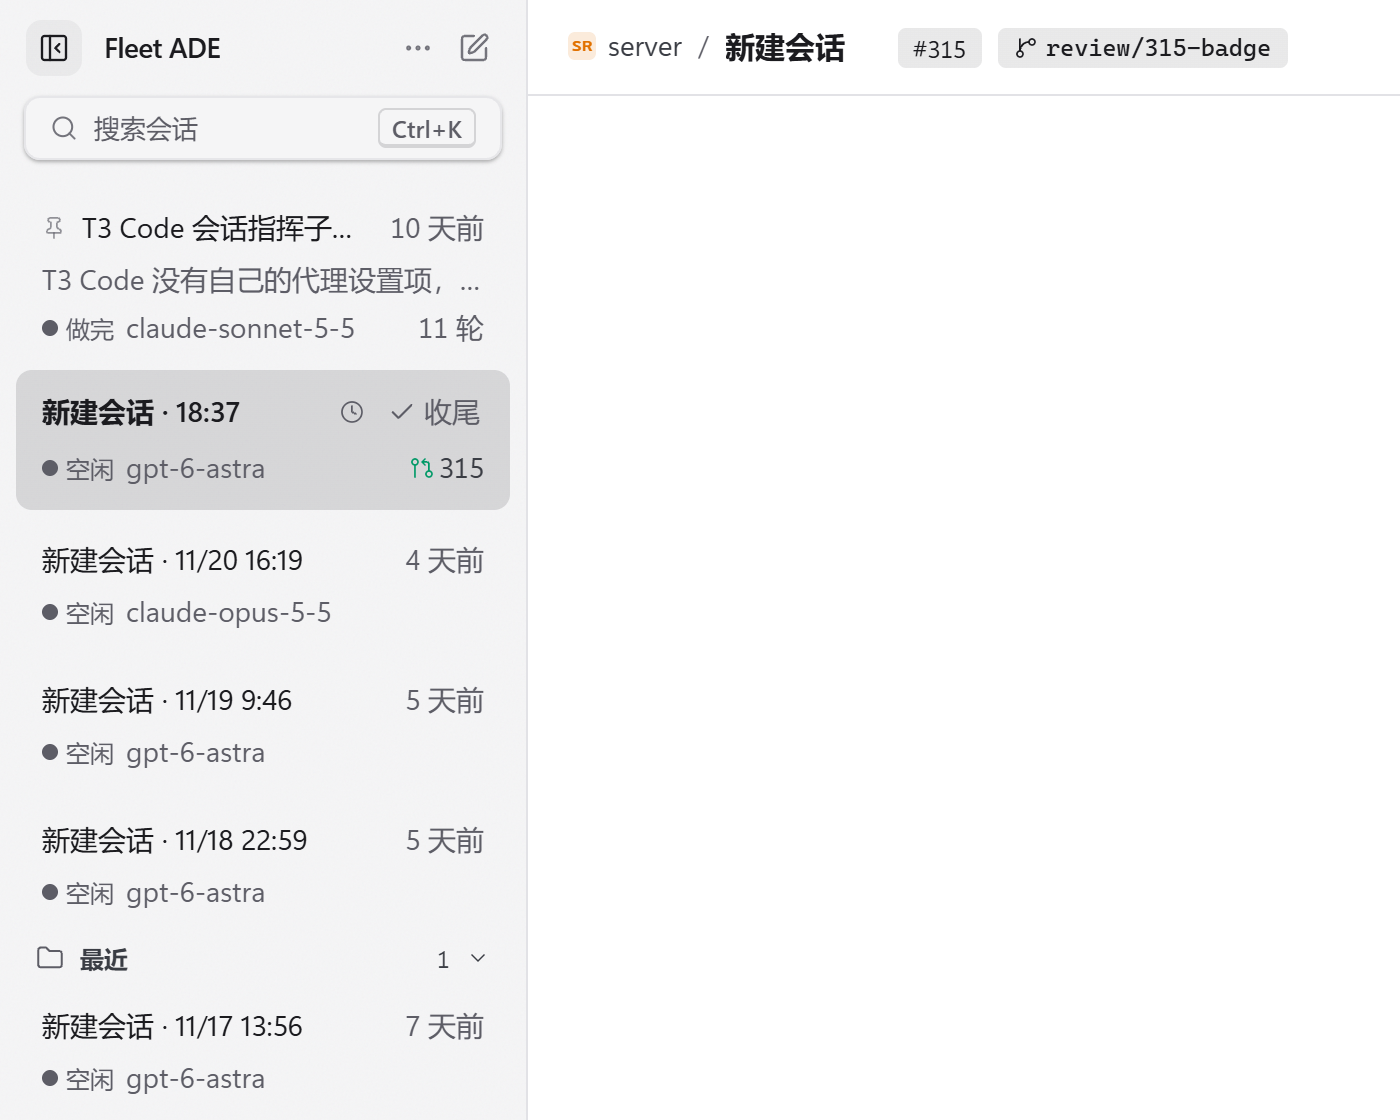 Fleet ADE
搜索会话 Ctrl+K
T3 Code 会话指挥子... 10 天前
T3 Code 没有自己的代理设置项，...
做完 claude-sonnet-5-5 11 轮
新建会话 · 18:37 收尾
空闲 gpt-6-astra 315
新建会话 · 11/20 16:19 4 天前
空闲 claude-opus-5-5
新建会话 · 11/19 9:46 5 天前
空闲 gpt-6-astra
新建会话 · 11/18 22:59 5 天前
空闲 gpt-6-astra
最近 1
新建会话 · 11/17 13:56 7 天前
空闲 gpt-6-astra
SR server / 新建会话 #315 review/315-badge